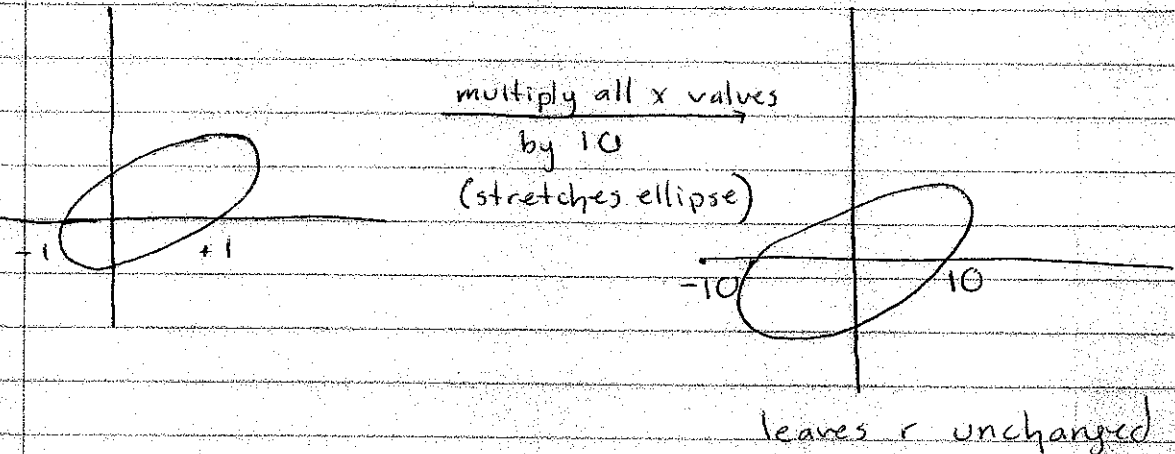 multiply all x values
by 10
(stretches ellipse)
-1
+1
-10
10
leaves r unchanged